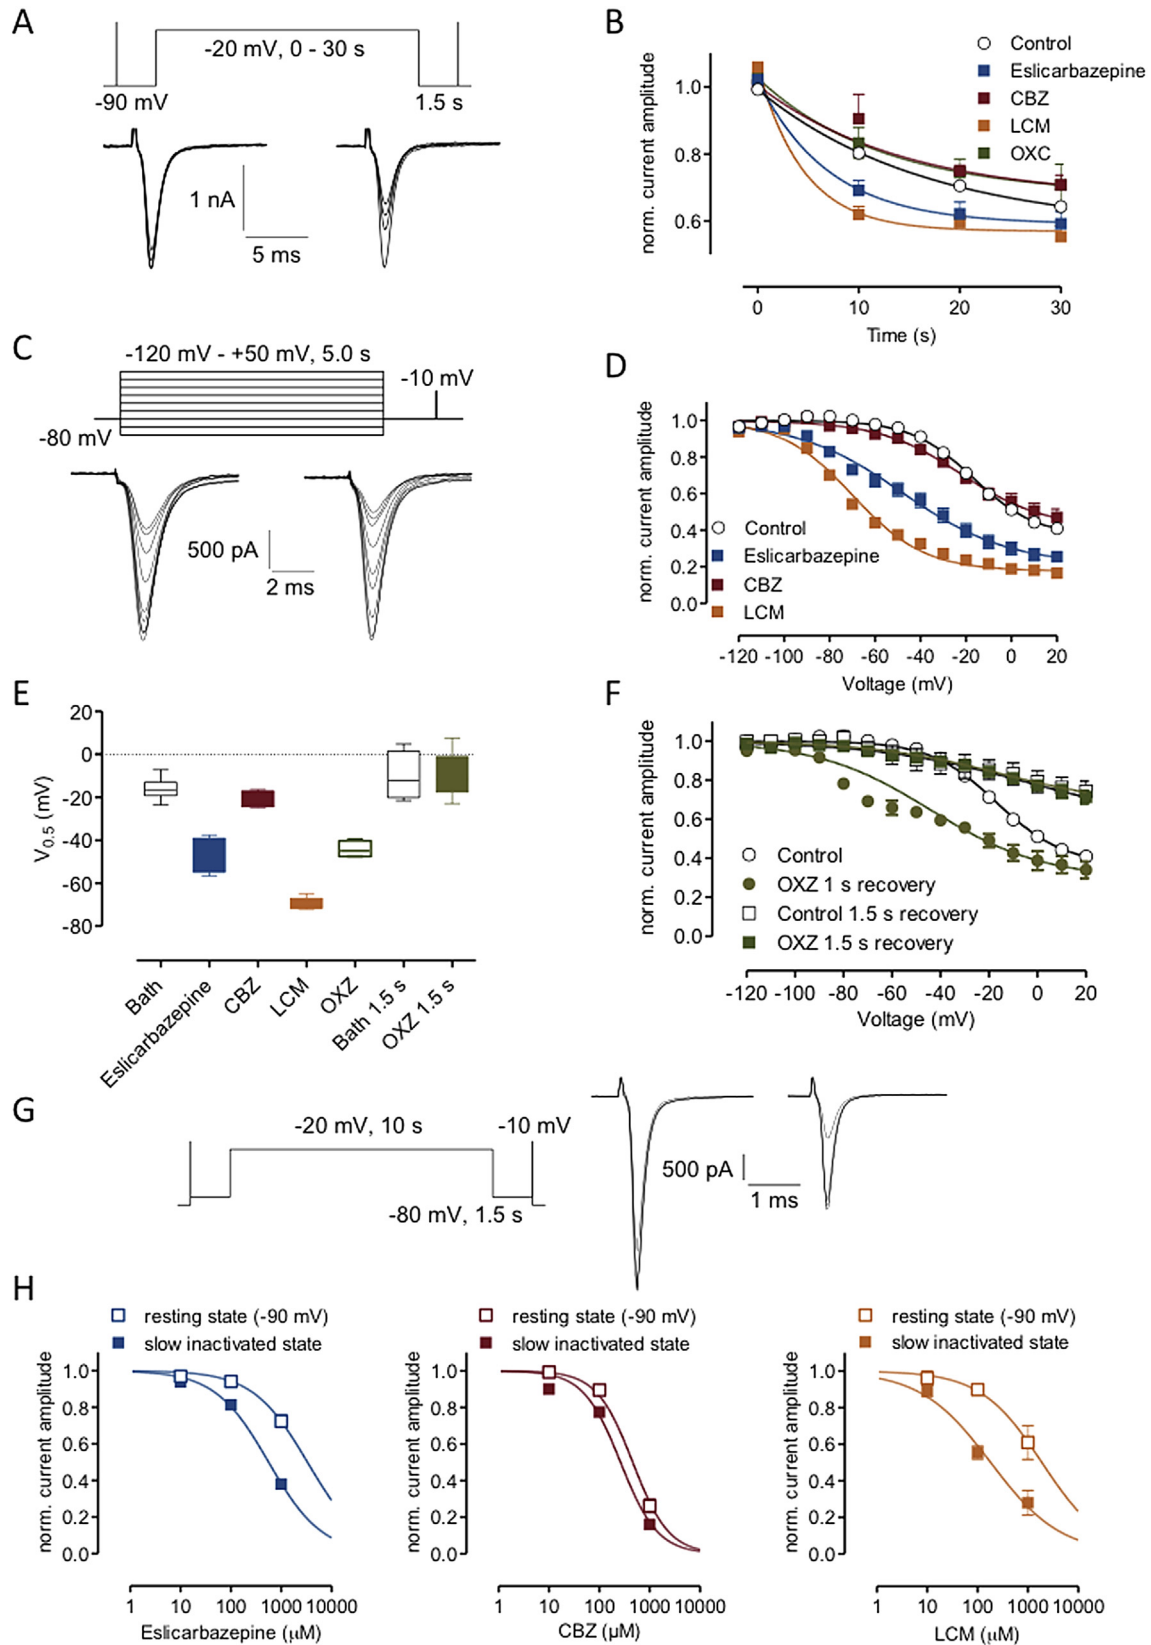 A
-20 mV, 0 - 30 s
-90 mV
1.5 s
1 nA
5 ms
B
norm. current amplitude
1.0
0.8
0.6
0
10
20
30
Time (s)
Control
Eslicarbazepine
CBZ
LCM
OXC
C
-120 mV - +50 mV, 5.0 s
-10 mV
-80 mV
500 pA
2 ms
D
norm. current amplitude
1.0
0.8
0.6
0.4
0.2
0.0
Control
Eslicarbazepine
CBZ
LCM
-120 -100 -80 -60 -40 -20 0 20
Voltage (mV)
E
V0.5 (mV)
20
0
-20
-40
-60
-80
Bath
Eslicarbazepine
CBZ
LCM
OXZ
Bath 1.5 s
OXZ 1.5 s
F
norm. current amplitude
1.0
0.8
0.6
0.4
0.2
0.0
Control
OXZ 1 s recovery
Control 1.5 s recovery
OXZ 1.5 s recovery
-120 -100 -80 -60 -40 -20 0 20
Voltage (mV)
G
-20 mV, 10 s
-10 mV
-80 mV, 1.5 s
500 pA
1 ms
H
resting state (-90 mV)
slow inactivated state
norm. current amplitude
1.0
0.8
0.6
0.4
0.2
0.0
1 10 100 1000 10000
Eslicarbazepine (µM)
resting state (-90 mV)
slow inactivated state
norm. current amplitude
1.0
0.8
0.6
0.4
0.2
0.0
1 10 100 1000 10000
CBZ (µM)
resting state (-90 mV)
slow inactivated state
norm. current amplitude
1.0
0.8
0.6
0.4
0.2
0.0
1 10 100 1000 10000
LCM (µM)